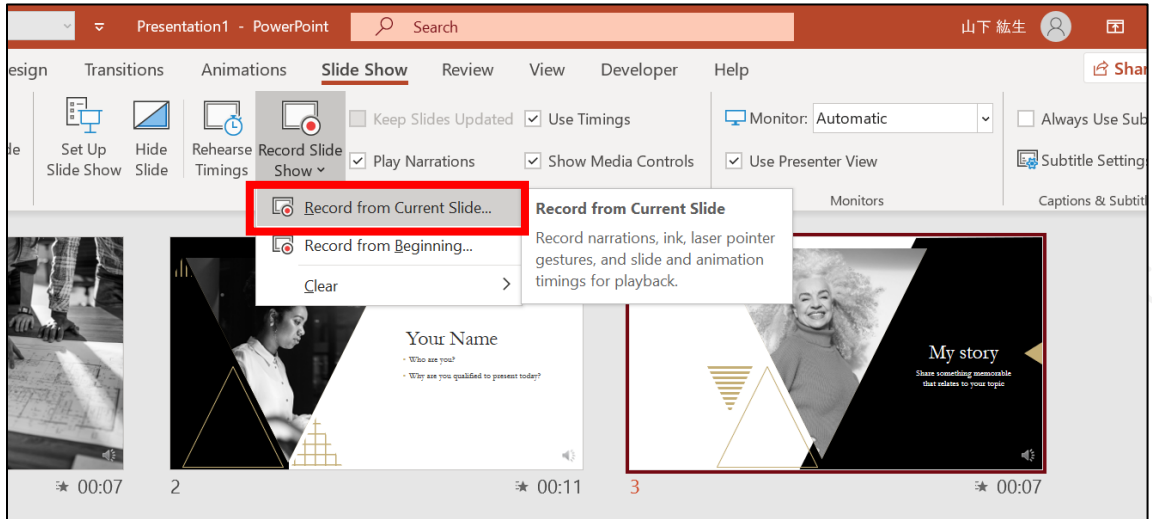 Presentation1 - PowerPoint
Search
山下 紘生
esign Transitions Animations Slide Show Review View Developer Help Shar
Set Up
Slide Show
Hide
Slide
Rehearse
Timings
Record Slide
Show
Keep Slides Updated
Play Narrations
Use Timings
Show Media Controls
Monitor: Automatic
Use Presenter View
Monitors
Always Use Sub
Subtitle Setting
Captions & Subtitl
Record from Current Slide...
Record from Beginning...
Clear
Record from Current Slide
Record narrations, ink, laser pointer
gestures, and slide and animation
timings for playback.
Your Name
• Who are you?
• Why are you qualified to present today?
My story
Share something memorable
that relates to your topic
00:07
2
00:11
3
00:07